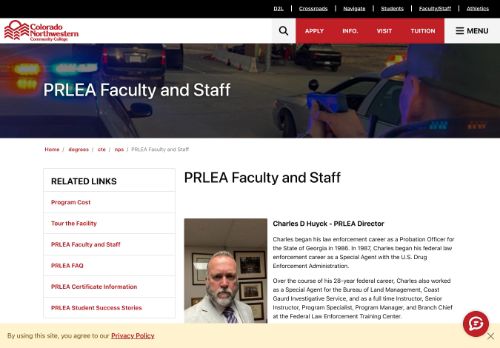 D2L
Crossroads
Navigate
Students
Faculty/Staff
Athletics
Colorado
Northwestern
Community College
APPLY
INFO.
VISIT
TUITION
MENU
PRLEA Faculty and Staff
Home / degrees / cte / nps / PRLEA Faculty and Staff
RELATED LINKS
Program Cost
Tour the Facility
PRLEA Faculty and Staff
PRLEA FAQ
PRLEA Certificate Information
PRLEA Student Success Stories
PRLEA Faculty and Staff
Charles D Huyck - PRLEA Director
Charles began his law enforcement career as a Probation Officer for
the State of Georgia in 1986. In 1987, Charles began his federal law
enforcement career as a Special Agent with the U.S. Drug
Enforcement Administration.
Over the course of his 28-year federal career, Charles also worked
as a Special Agent for the Bureau of Land Management, Coast
Gaurd Investigative Service, and as a full time Instructor, Senior
Instructor, Program Specialist, Program Manager, and Branch Chief
at the Federal Law Enforcement Training Center.
By using this site, you agree to our Privacy Policy